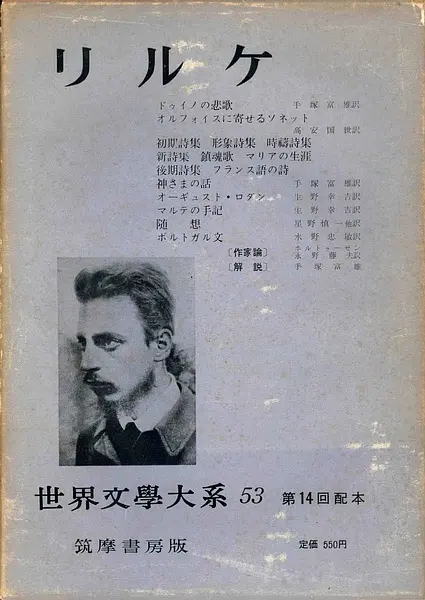 リルケ
ドゥイノの悲歌 手塚富雄訳
オルフォイスに寄せるソネット
高安国世訳
初期詩集 形象詩集 時禱詩集
新詩集 鎮魂歌 マリアの生涯
後期詩集 フランス語の詩
神さまの話 手塚富雄訳
オーギュスト・ロダン 生野幸吉訳
マルテの手記 生野幸吉訳
随想 星野慎一他訳
ポルトガル文 水野忠敏訳
〔作家論〕 ホルトゥーゼン
永野藤夫訳
〔解説〕 手塚富雄
世界文學大系 53 第14回配本
筑摩書房版 定価 550円